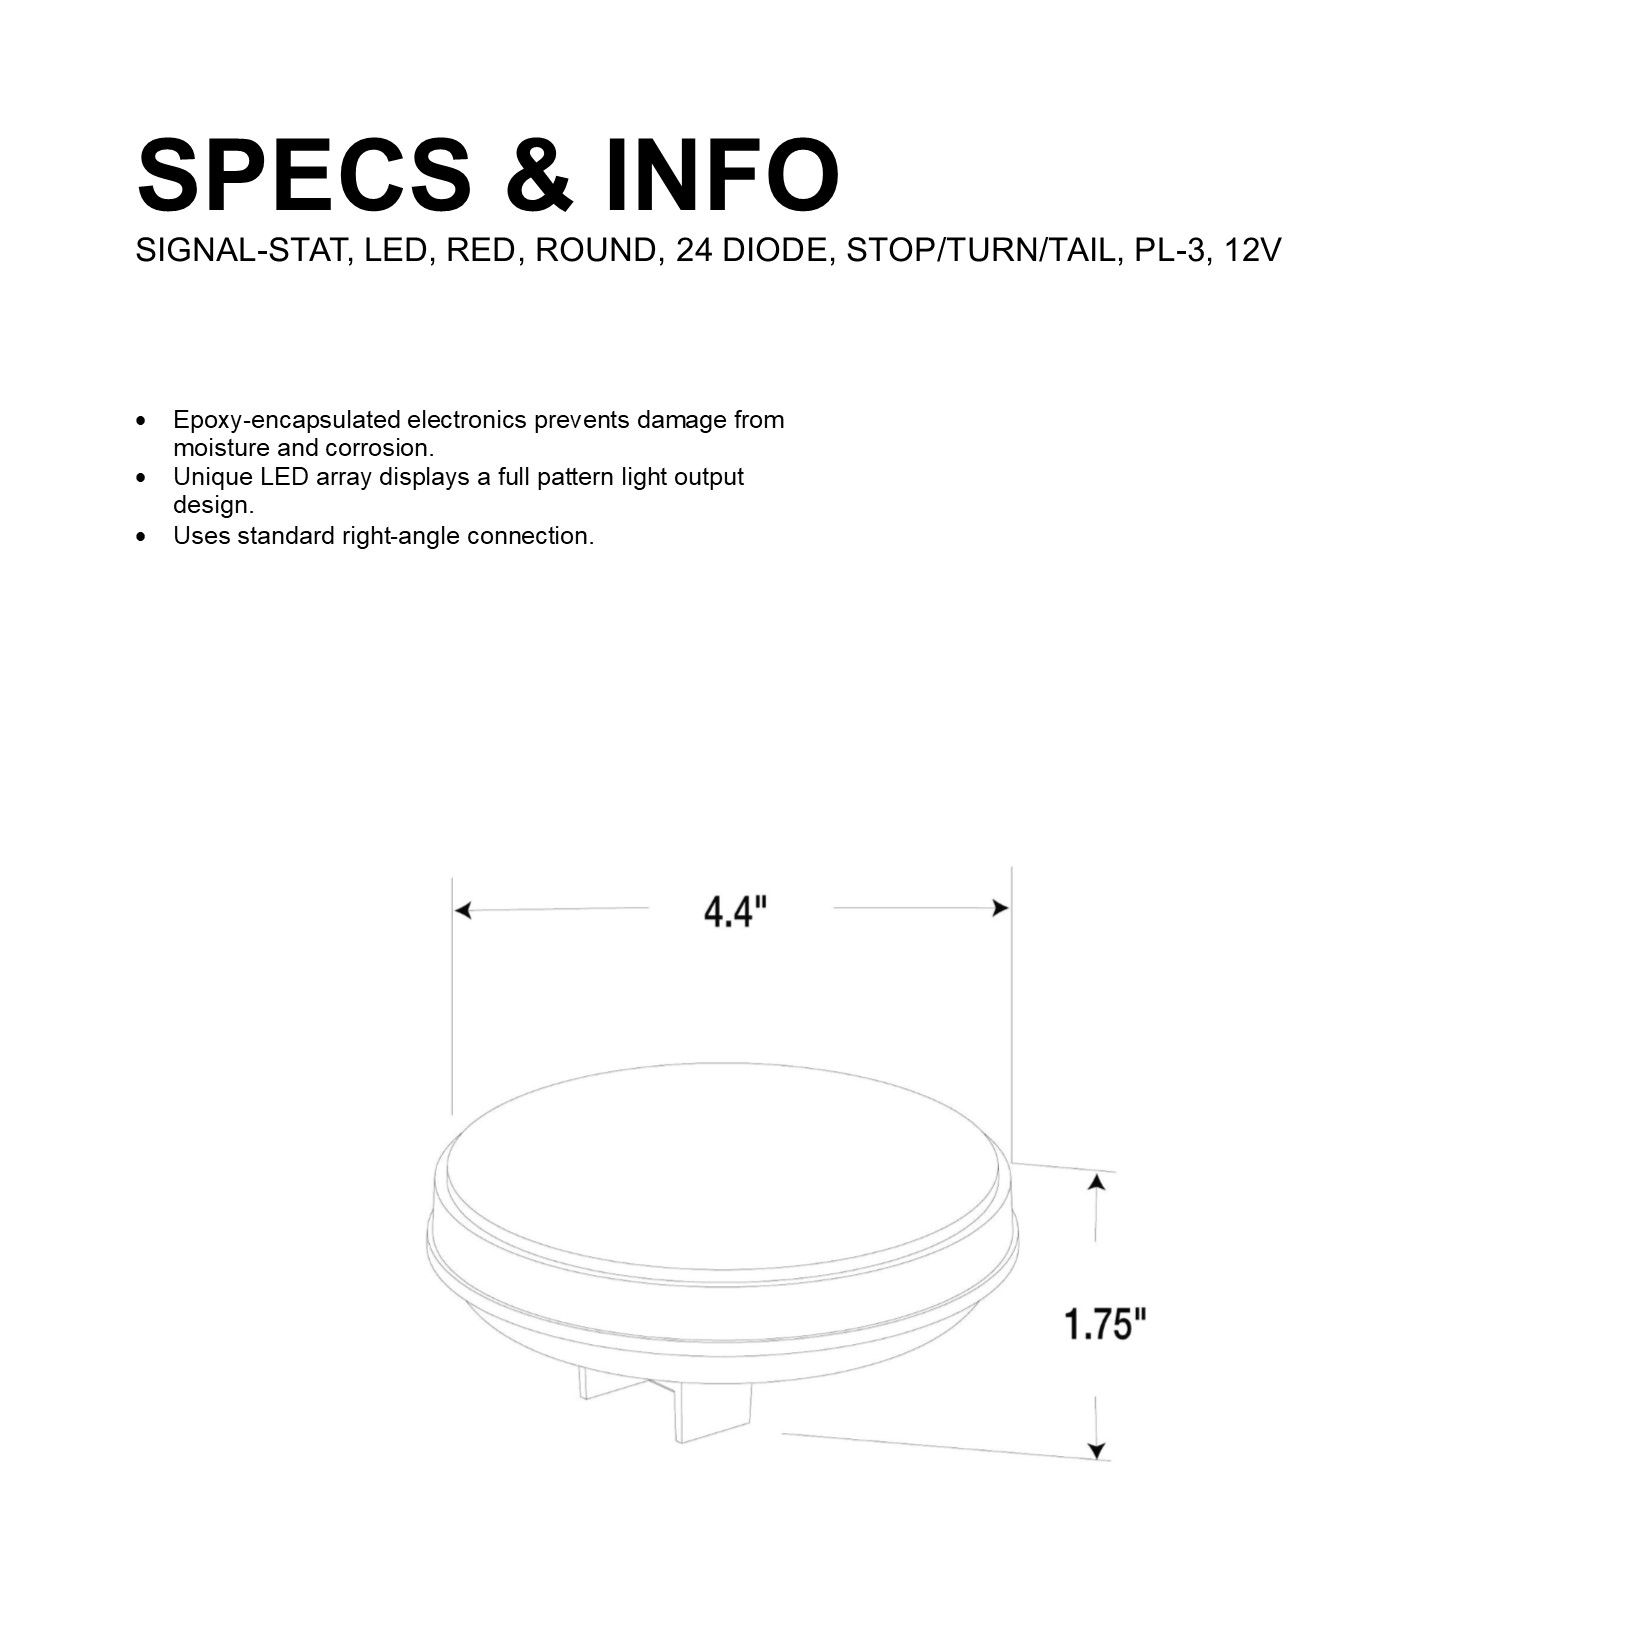 SPECS & INFO
SIGNAL-STAT, LED, RED, ROUND, 24 DIODE, STOP/TURN/TAIL, PL-3, 12V
• Epoxy-encapsulated electronics prevents damage from
moisture and corrosion.
• Unique LED array displays a full pattern light output
design.
• Uses standard right-angle connection.
4.4"
1.75"